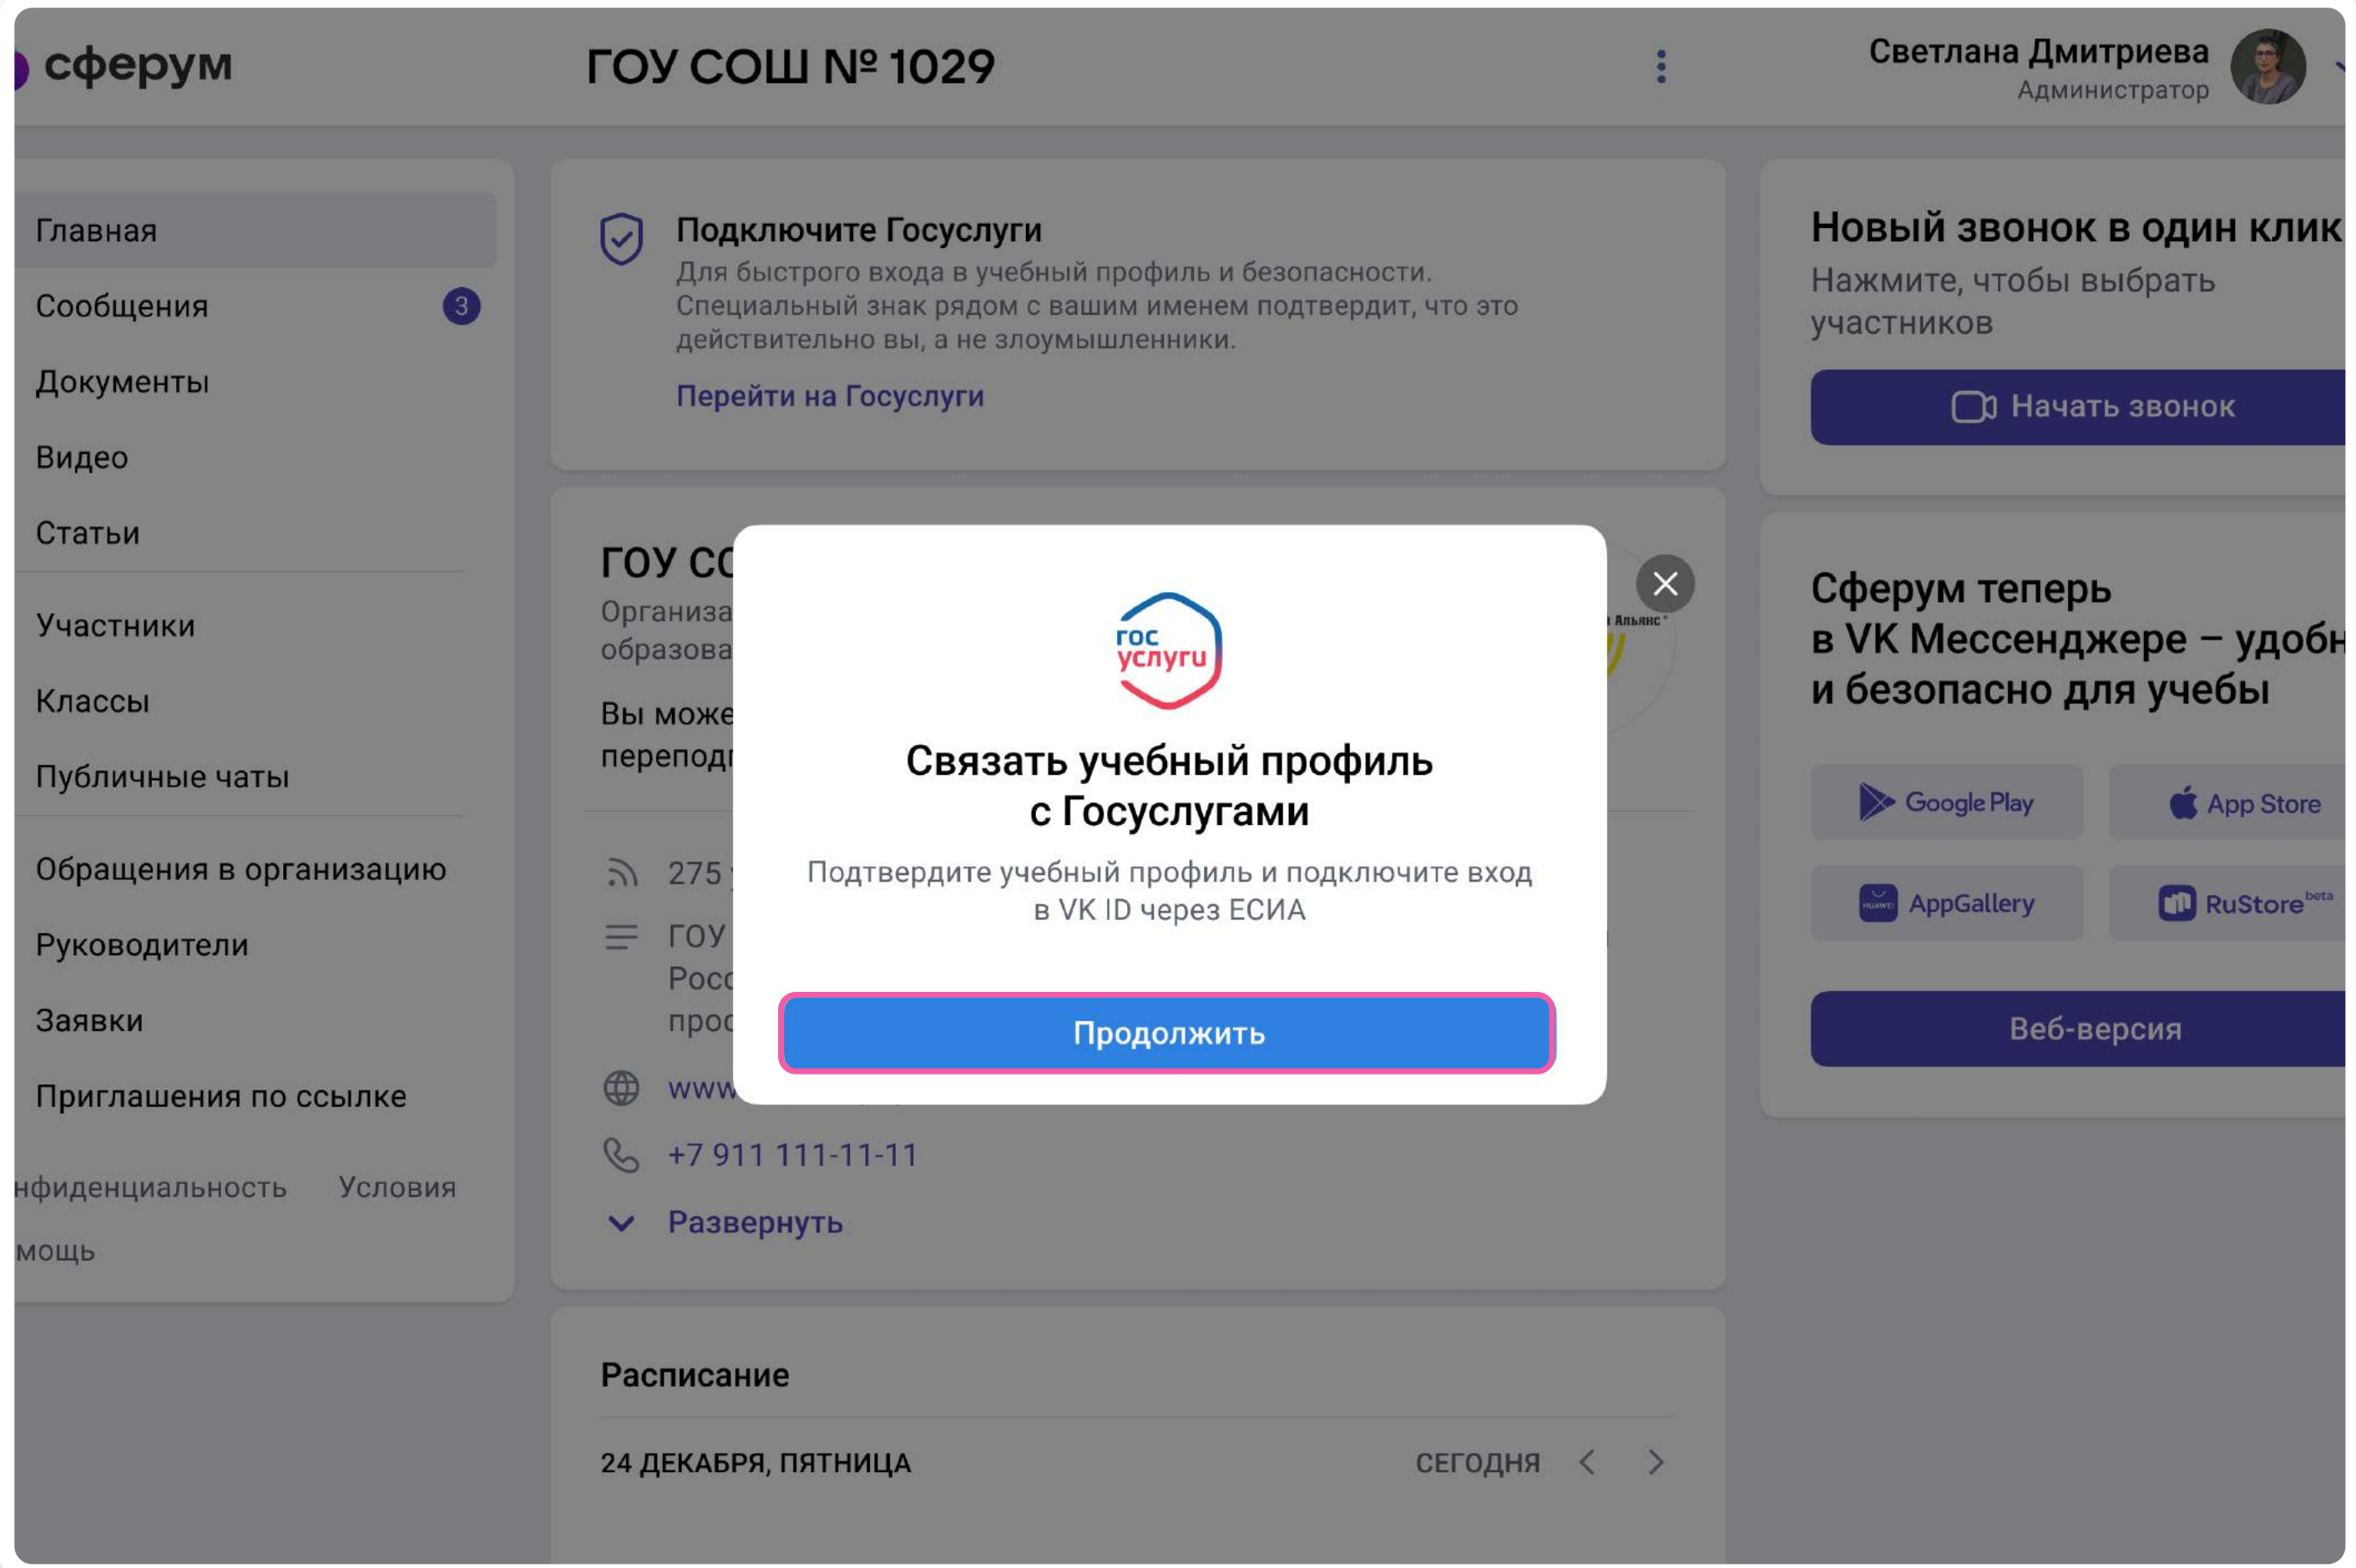 сферум
ГОУ СОШ № 1029
Светлана Дмитриева
Администратор
Главная
Сообщения
3
Документы
Видео
Статьи
Участники
Классы
Публичные чаты
Обращения в организацию
Руководители
Заявки
Приглашения по ссылке
нфиденциальность Условия
мощь
Подключите Госуслуги
Для быстрого входа в учебный профиль и безопасности.
Специальный знак рядом с вашим именем подтвердит, что это
действительно вы, а не злоумышленники.
Перейти на Госуслуги
ГОУ СО
Организа
образова
Альянс
Вы може
переподг
275
ГОУ
Росс
прос
www.
+7 911 111-11-11
Развернуть
гос
услуги
Связать учебный профиль
с Госуслугами
Подтвердите учебный профиль и подключите вход
в VK ID через ЕСИА
Продолжить
Расписание
24 ДЕКАБРЯ, ПЯТНИЦА
СЕГОДНЯ
Новый звонок в один клик
Нажмите, чтобы выбрать
участников
Начать звонок
Сферум теперь
в VK Мессенджере – удобн
и безопасно для учебы
Google Play
App Store
HUAWEI AppGallery
RuStore beta
Веб-версия